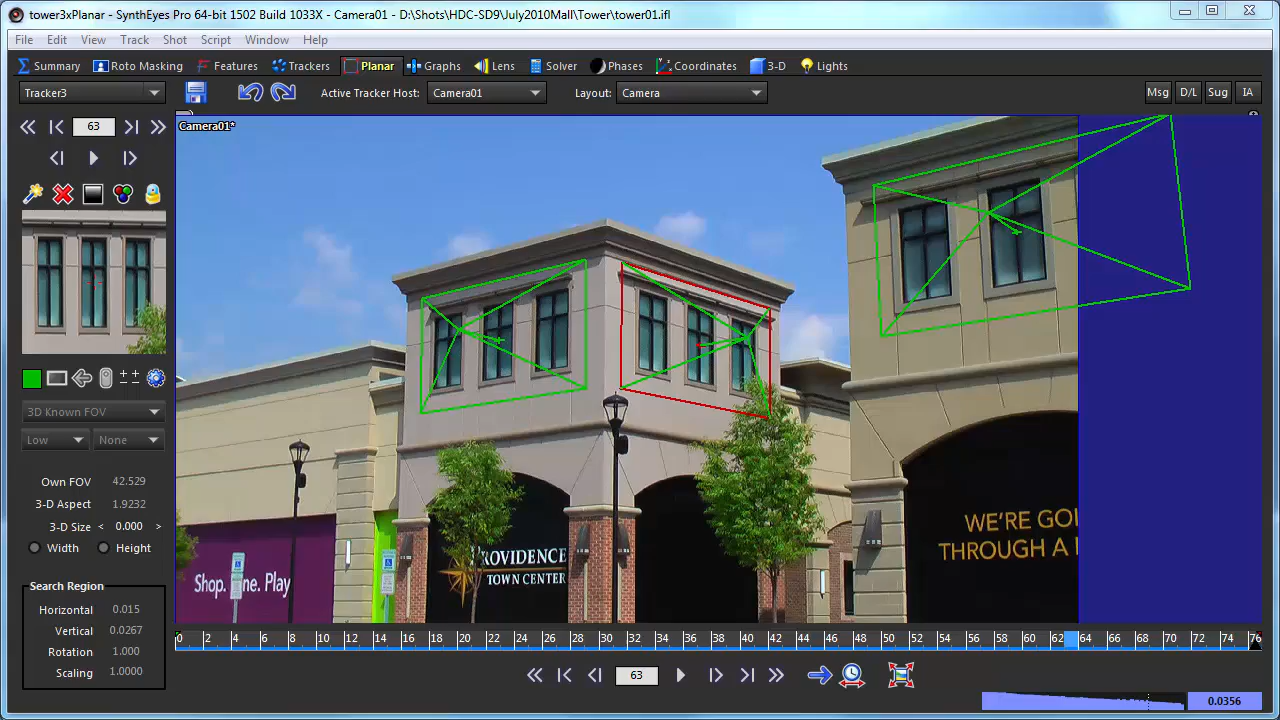 tower3xPlanar - SynthEyes Pro 64-bit 1502 Build 1033X - Camera01 - D:\Shots\HDC-SD9\July2010Mall\Tower\tower01.ifl
File Edit View Track Shot Script Window Help
Summary Roto Masking Features Trackers Planar Graphs Lens Solver Phases Coordinates 3-D Lights
Tracker3 Active Tracker Host: Camera01 Layout: Camera Msg D/L Sug IA
63
Camera01*
3D Known FOV
Low None
Own FOV 42.529
3-D Aspect 1.9232
3-D Size < 0.000 >
Width Height
Search Region
Horizontal 0.015
Vertical 0.0267
Rotation 1.000
Scaling 1.0000
Shop. Dine. Play
PROVIDENCE
TOWN CENTER
WE'RE GOI
THROUGH A
0 2 4 6 8 10 12 14 16 18 20 22 24 26 28 30 32 34 36 38 40 42 44 46 48 50 52 54 56 58 60 62 64 66 68 70 72 74 76
63
0.0356